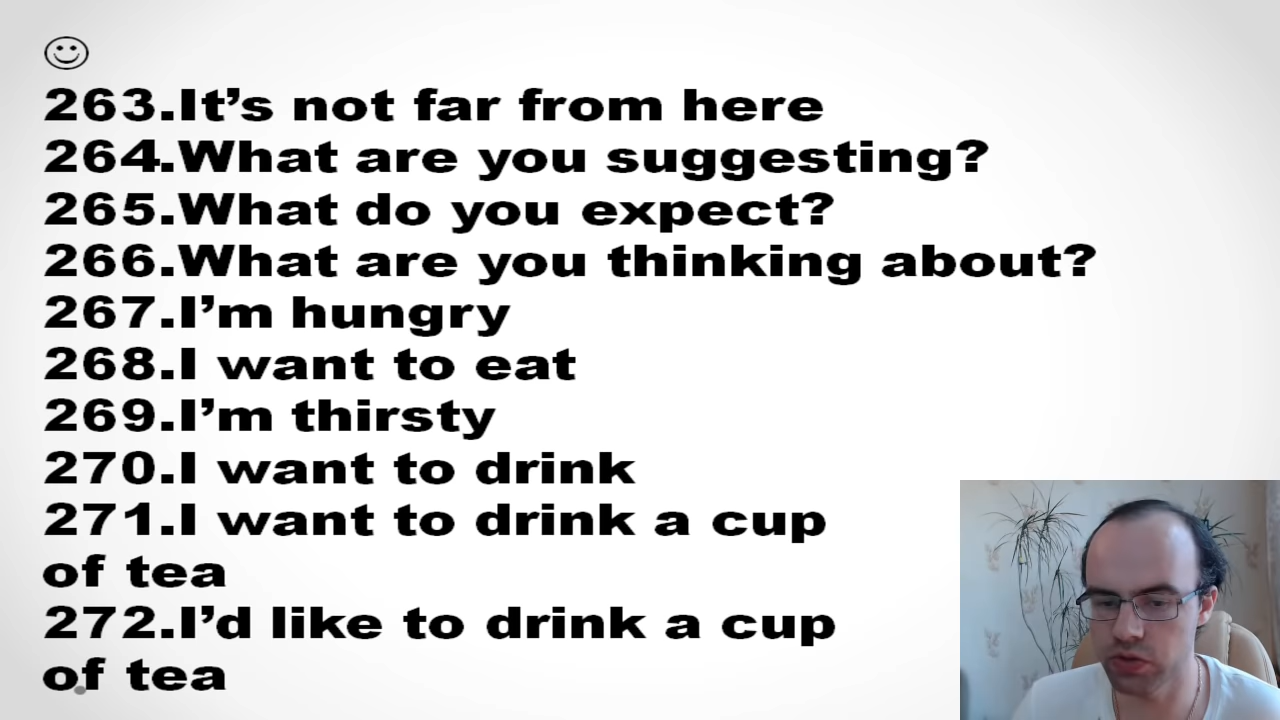 263.It's not far from here
264.What are you suggesting?
265.What do you expect?
266.What are you thinking about?
267.I'm hungry
268.I want to eat
269.I'm thirsty
270.I want to drink
271.I want to drink a cup
of tea
272.I'd like to drink a cup
of tea